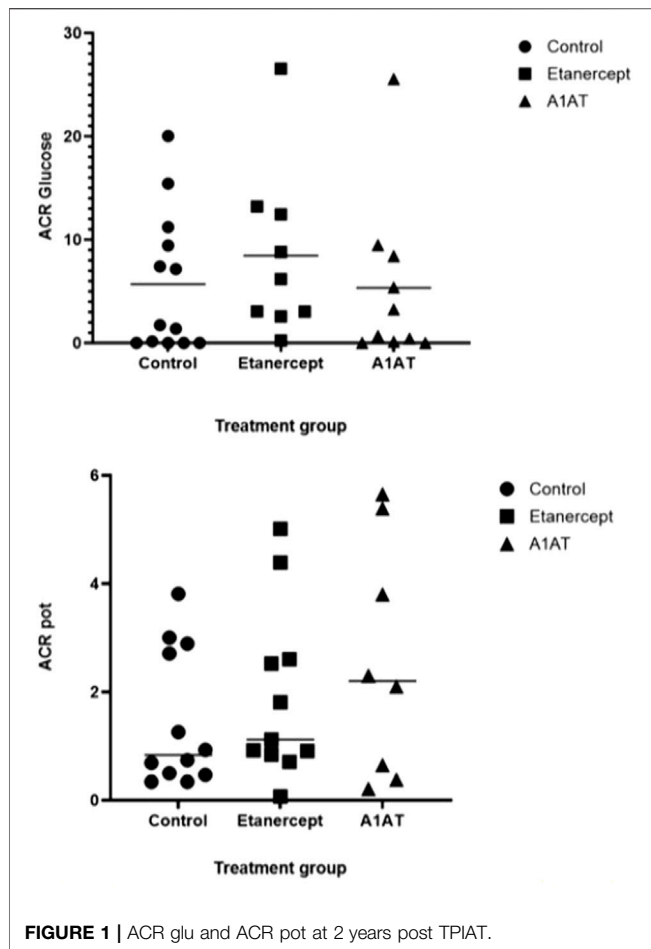 30
20
10
0
ACR Glucose
Control
Etanercept
A1AT
Control
Etanercept
A1AT
Treatment group
6
4
2
0
ACR pot
Control
Etanercept
A1AT
Control
Etanercept
A1AT
Treatment group
FIGURE 1 | ACR glu and ACR pot at 2 years post TPIAT.